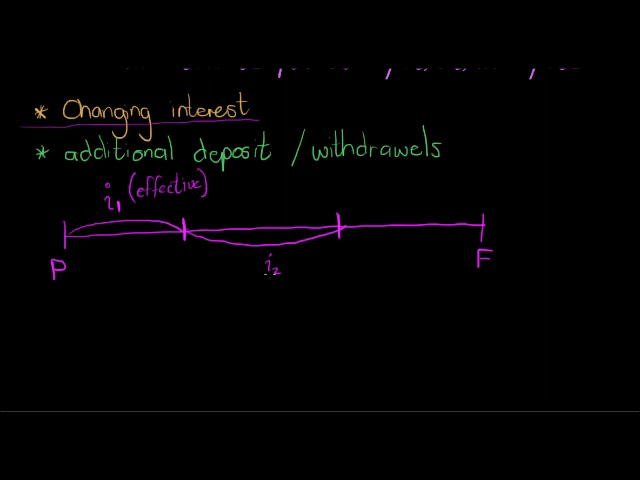 * Changing interest
* additional deposit / withdrawels
i₁ (effective)
P
i₂
F